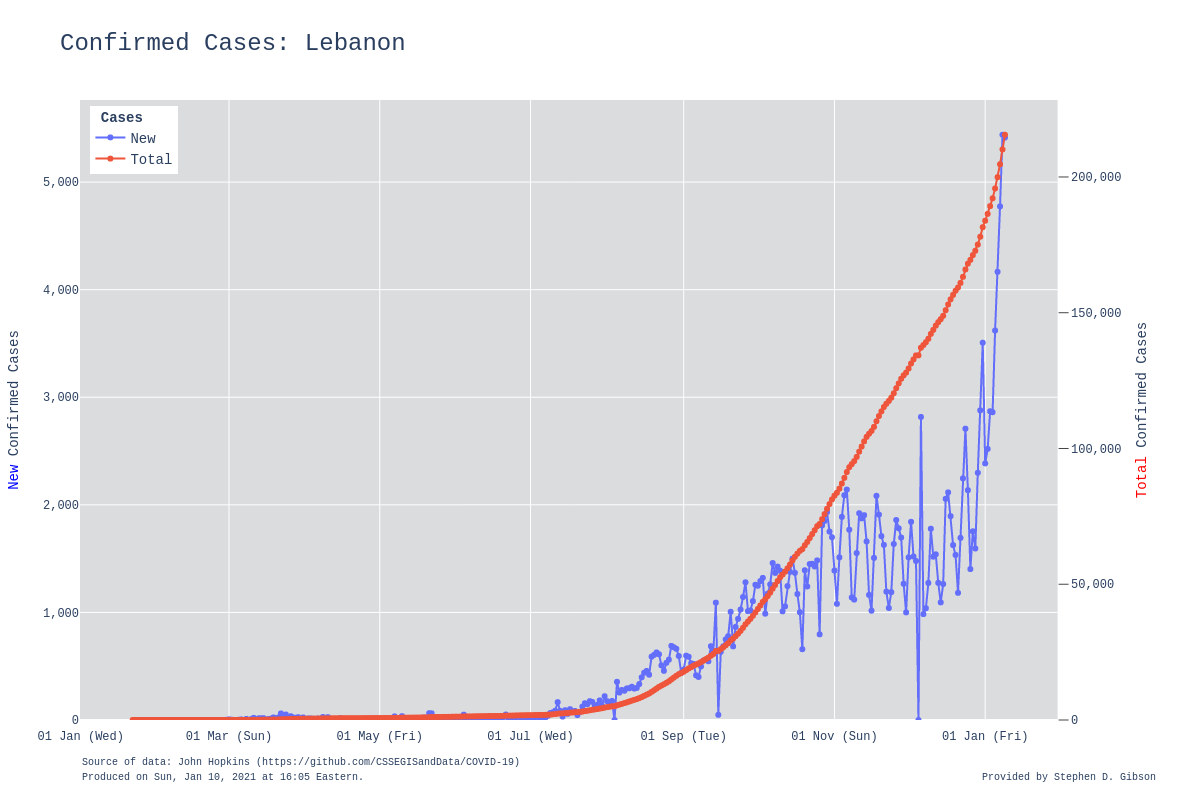 Confirmed Cases: Lebanon
Cases
New
Total
5,000
4,000
3,000
2,000
1,000
0
New Confirmed Cases
200,000
150,000
100,000
50,000
0
Total Confirmed Cases
01 Jan (Wed) 01 Mar (Sun) 01 May (Fri) 01 Jul (Wed) 01 Sep (Tue) 01 Nov (Sun) 01 Jan (Fri)
Source of data: John Hopkins (https://github.com/CSSEGISandData/COVID-19)
Produced on Sun, Jan 10, 2021 at 16:05 Eastern.
Provided by Stephen D. Gibson